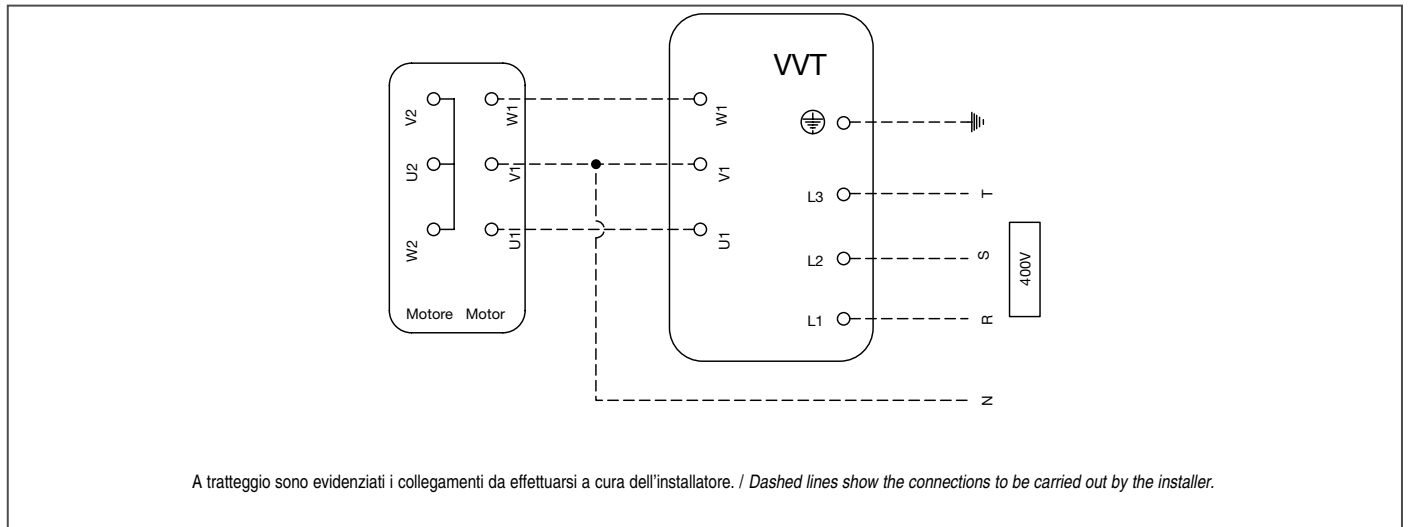 VVT
V2
W1
W1
U2
V1
V1
L3
T
W2
U1
U1
L2
S
400V
Motore Motor
L1
R
N
A tratteggio sono evidenziati i collegamenti da effettuarsi a cura dell'installatore. / Dashed lines show the connections to be carried out by the installer.